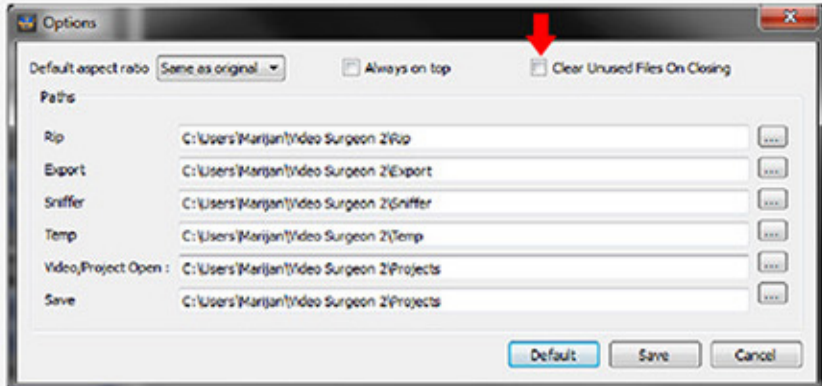 Options
Default aspect ratio Same as original Always on top Clear Unused Files On Closing
Paths
Rip C:\Users\Marijan\Video Surgeon 2\Rip ...
Export C:\Users\Marijan\Video Surgeon 2\Export ...
Sniffer C:\Users\Marijan\Video Surgeon 2\Sniffer ...
Temp C:\Users\Marijan\Video Surgeon 2\Temp ...
Video/Project Open : C:\Users\Marijan\Video Surgeon 2\Projects ...
Save C:\Users\Marijan\Video Surgeon 2\Projects ...
Default Save Cancel